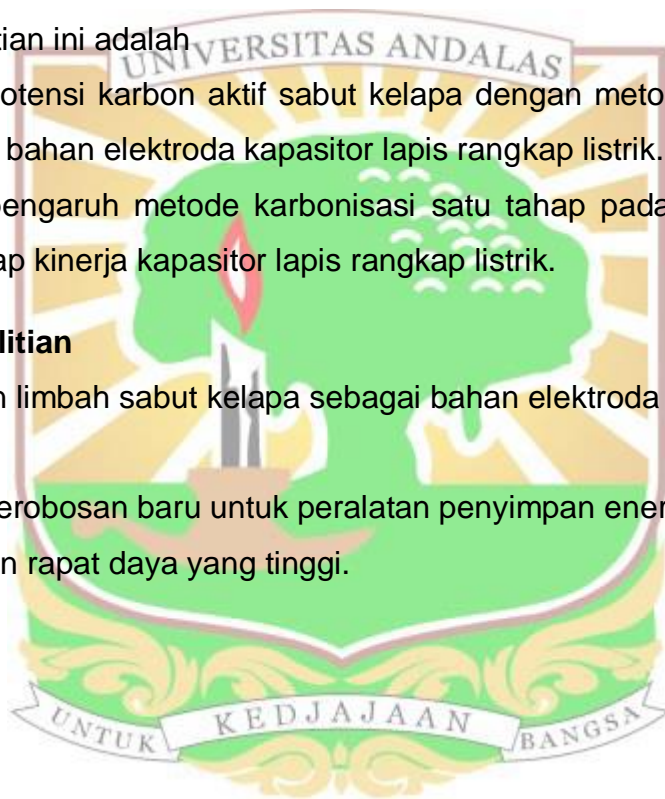 tian ini adalah
UNIVERSITAS ANDALAS
otensi karbon aktif sabut kelapa dengan meto
bahan elektroda kapasitor lapis rangkap listrik.
pengaruh metode karbonisasi satu tahap pada
ap kinerja kapasitor lapis rangkap listrik.
litian
n limbah sabut kelapa sebagai bahan elektroda
erobosan baru untuk peralatan penyimpan ener
n rapat daya yang tinggi.
UNTUK KEDJAJAAN BANGSA